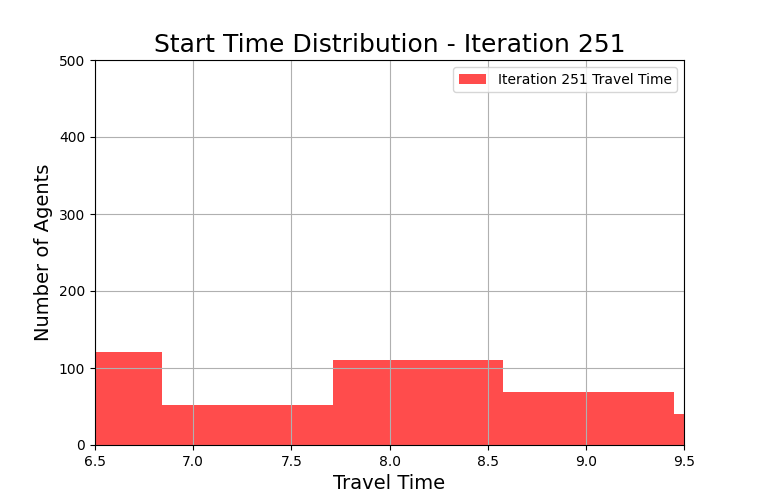 Start Time Distribution - Iteration 251
500
Iteration 251 Travel Time
400
300
200
100
0
Number of Agents
6.5 7.0 7.5 8.0 8.5 9.0 9.5
Travel Time